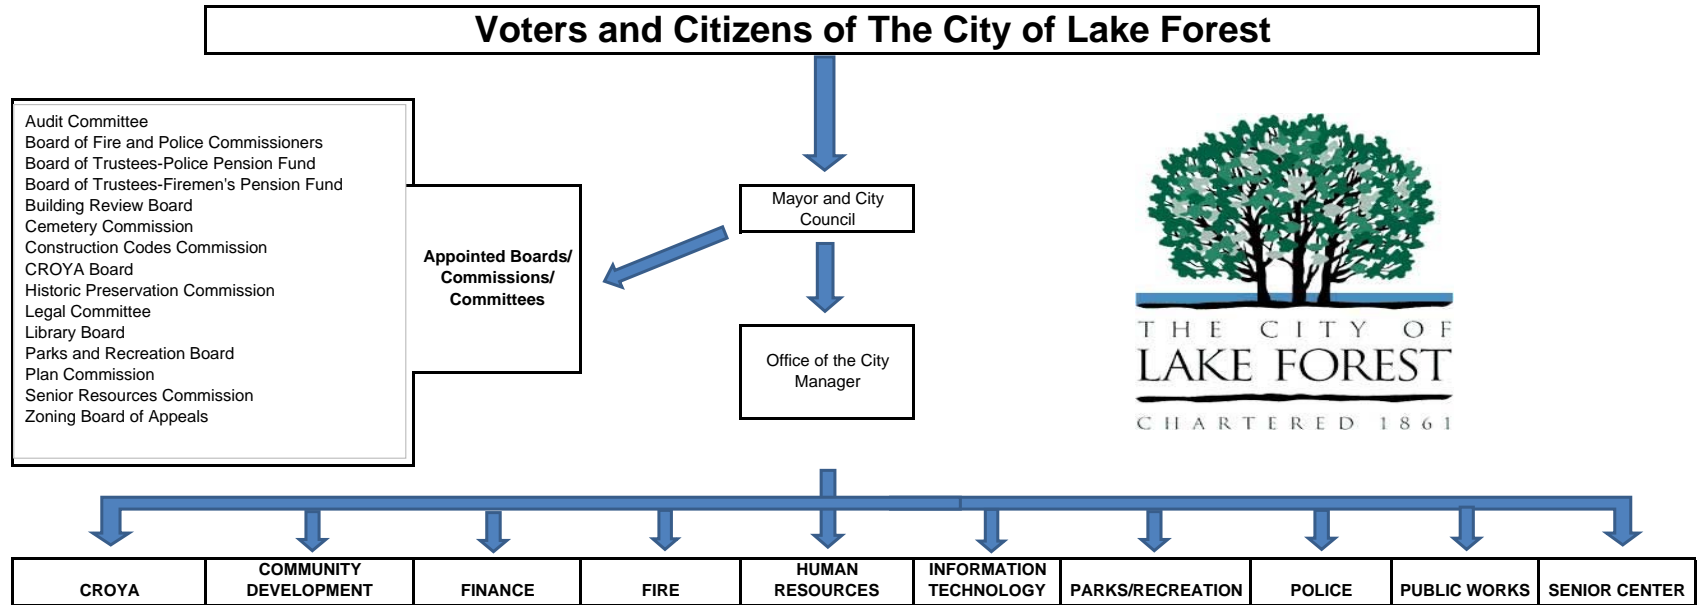 Voters and Citizens of The City of Lake Forest
Audit Committee
Board of Fire and Police Commissioners
Board of Trustees-Police Pension Fund
Board of Trustees-Firemen's Pension Fund
Building Review Board
Cemetery Commission
Construction Codes Commission
CROYA Board
Historic Preservation Commission
Legal Committee
Library Board
Parks and Recreation Board
Plan Commission
Senior Resources Commission
Zoning Board of Appeals
Appointed Boards/
Commissions/
Committees
Mayor and City
Council
Office of the City
Manager
THE CITY OF
LAKE FOREST
CHARTERED 1861
CROYA
COMMUNITY
DEVELOPMENT
FINANCE
FIRE
HUMAN
RESOURCES
INFORMATION
TECHNOLOGY
PARKS/RECREATION
POLICE
PUBLIC WORKS
SENIOR CENTER